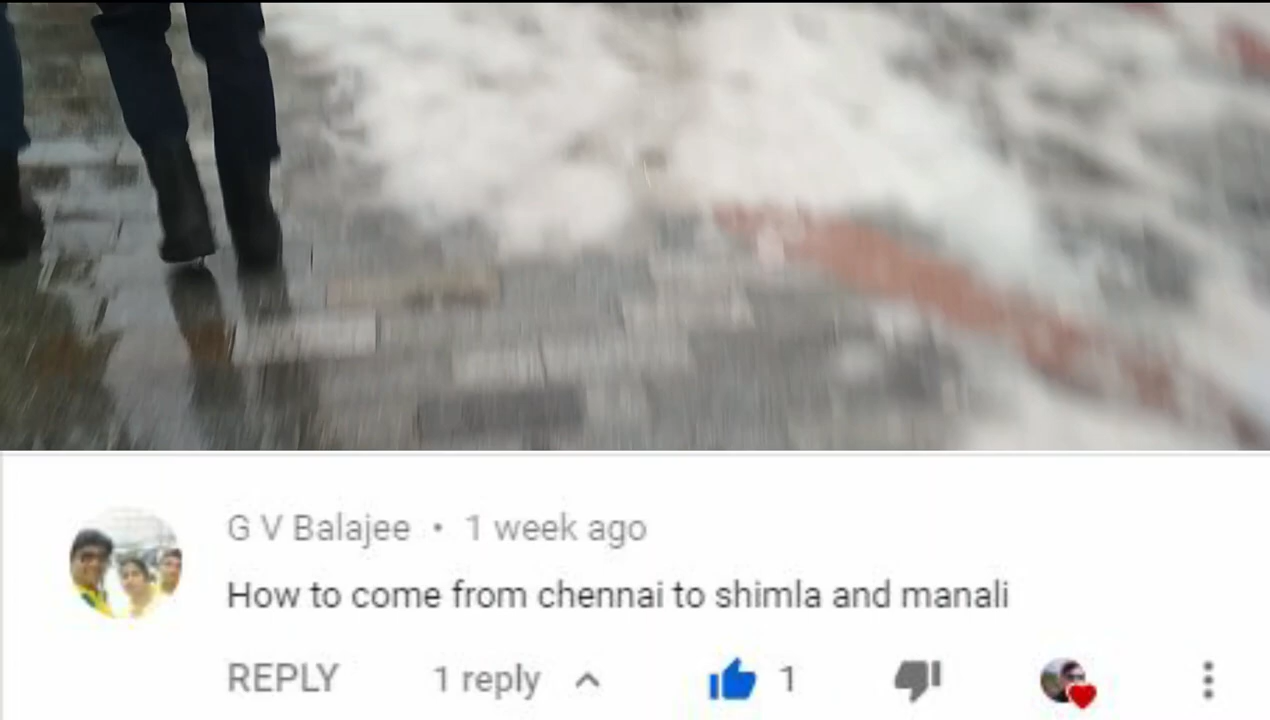 G V Balajee • 1 week ago
How to come from chennai to shimla and manali
REPLY 1 reply 1